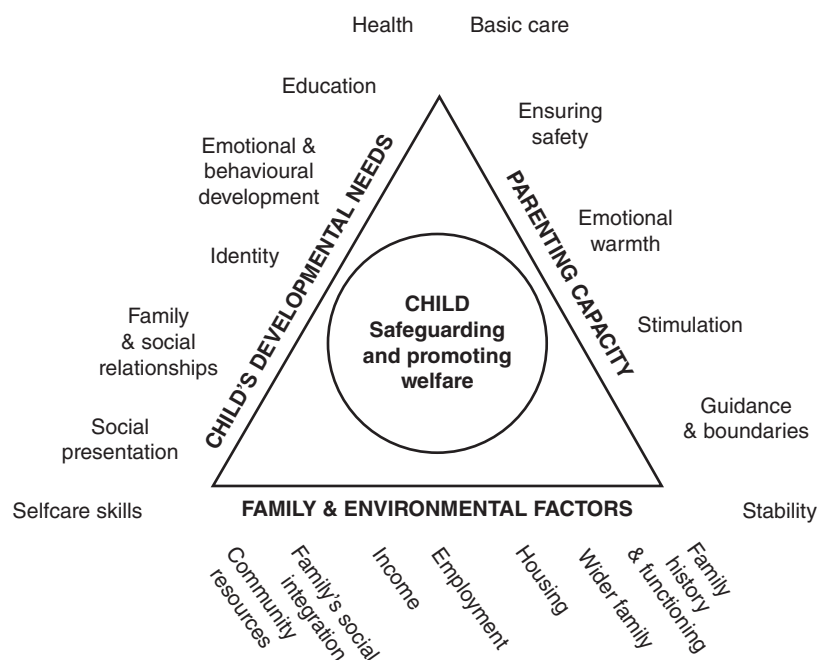 Health
Basic care
Education
Ensuring
safety
Emotional &
behavioural
development
Emotional
warmth
Identity
Family
& social
relationships
Stimulation
Social
presentation
Guidance
& boundaries
Selfcare skills
Stability
CHILD'S DEVELOPMENTAL NEEDS
PARENTING CAPACITY
CHILD
Safeguarding
and promoting
welfare
FAMILY & ENVIRONMENTAL FACTORS
Community
resources
Family's social
integration
Income
Employment
Housing
Wider family
Family
history
& functioning